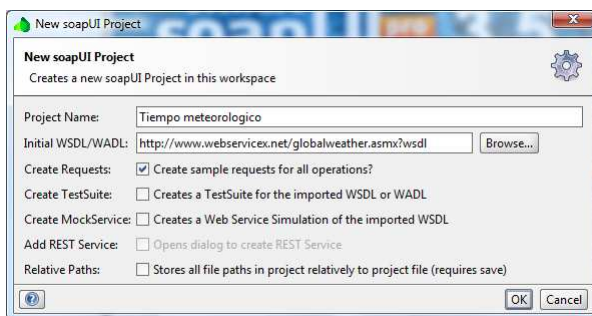 New soapUI Project
New soapUI Project
Creates a new soapUI Project in this workspace
Project Name: Tiempo meteorologico
Initial WSDL/WADL: http://www.webservicex.net/globalweather.asmx?wsdl Browse...
Create Requests: Create sample requests for all operations?
Create TestSuite: Creates a TestSuite for the imported WSDL or WADL
Create MockService: Creates a Web Service Simulation of the imported WSDL
Add REST Service: Opens dialog to create REST Service
Relative Paths: Stores all file paths in project relatively to project file (requires save)
? OK Cancel